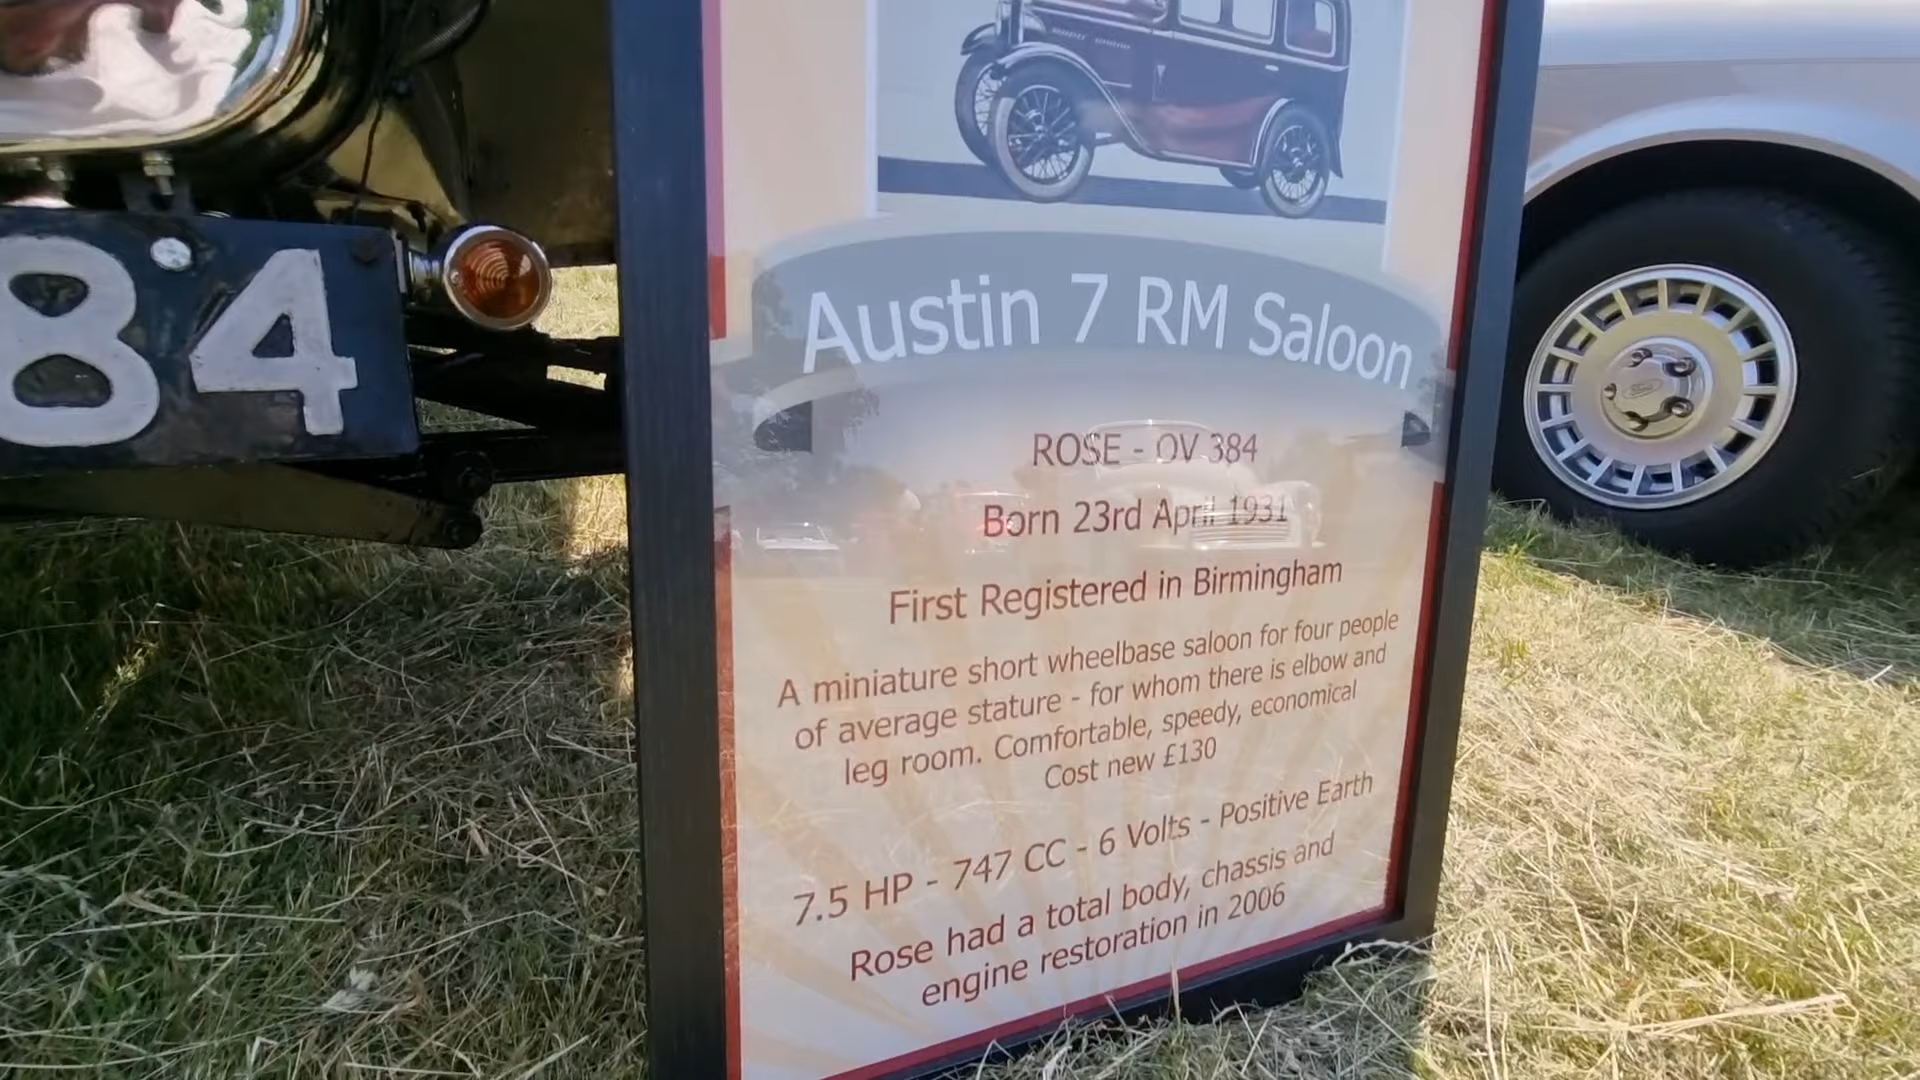 84
Austin 7 RM Saloon
ROSE - OV 384
Born 23rd April 1931
First Registered in Birmingham
A miniature short wheelbase saloon for four people
of average stature - for whom there is elbow and
leg room. Comfortable, speedy, economical
Cost new £130
7.5 HP - 747 CC - 6 Volts - Positive Earth
Rose had a total body, chassis and
engine restoration in 2006
Ford